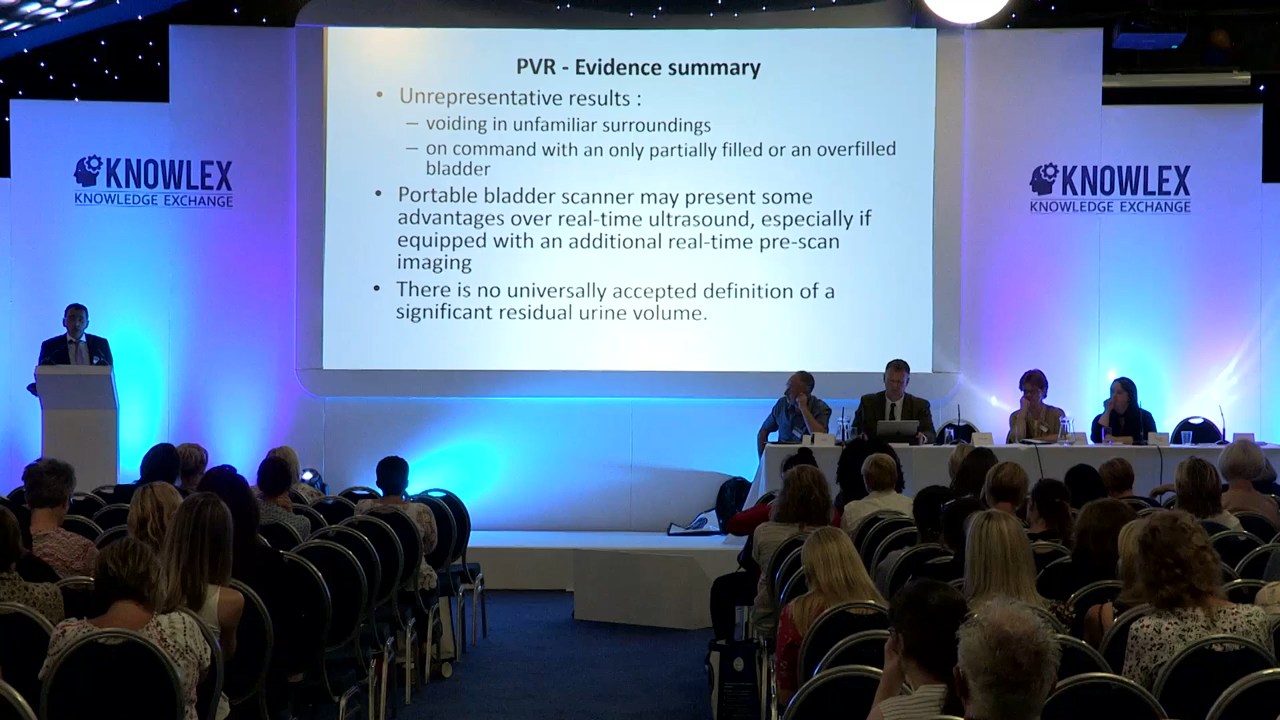 PVR - Evidence summary
• Unrepresentative results :
– voiding in unfamiliar surroundings
– on command with an only partially filled or an overfilled
bladder
• Portable bladder scanner may present some
advantages over real-time ultrasound, especially if
equipped with an additional real-time pre-scan
imaging
• There is no universally accepted definition of a
significant residual urine volume.
KNOWLEX
KNOWLEDGE EXCHANGE
KNOWLEX
KNOWLEDGE EXCHANGE